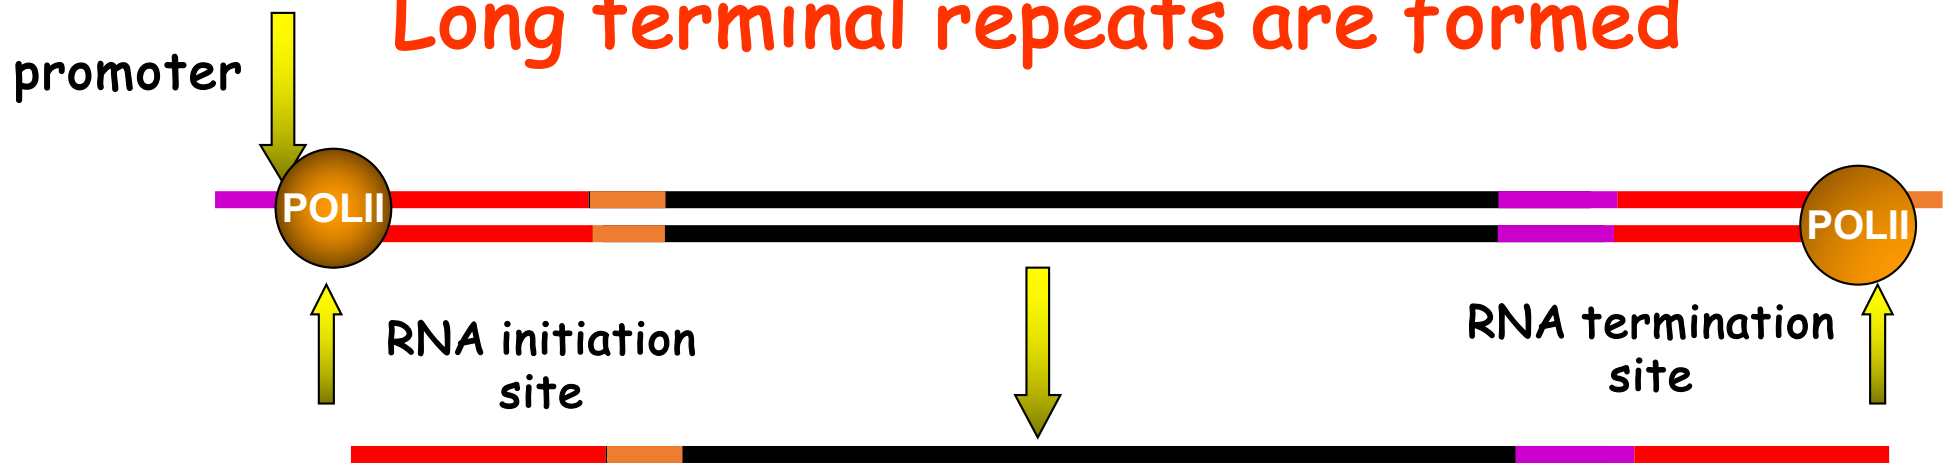 Long terminal repeats are formed
promoter
POLII
POLII
RNA initiation
site
RNA termination
site